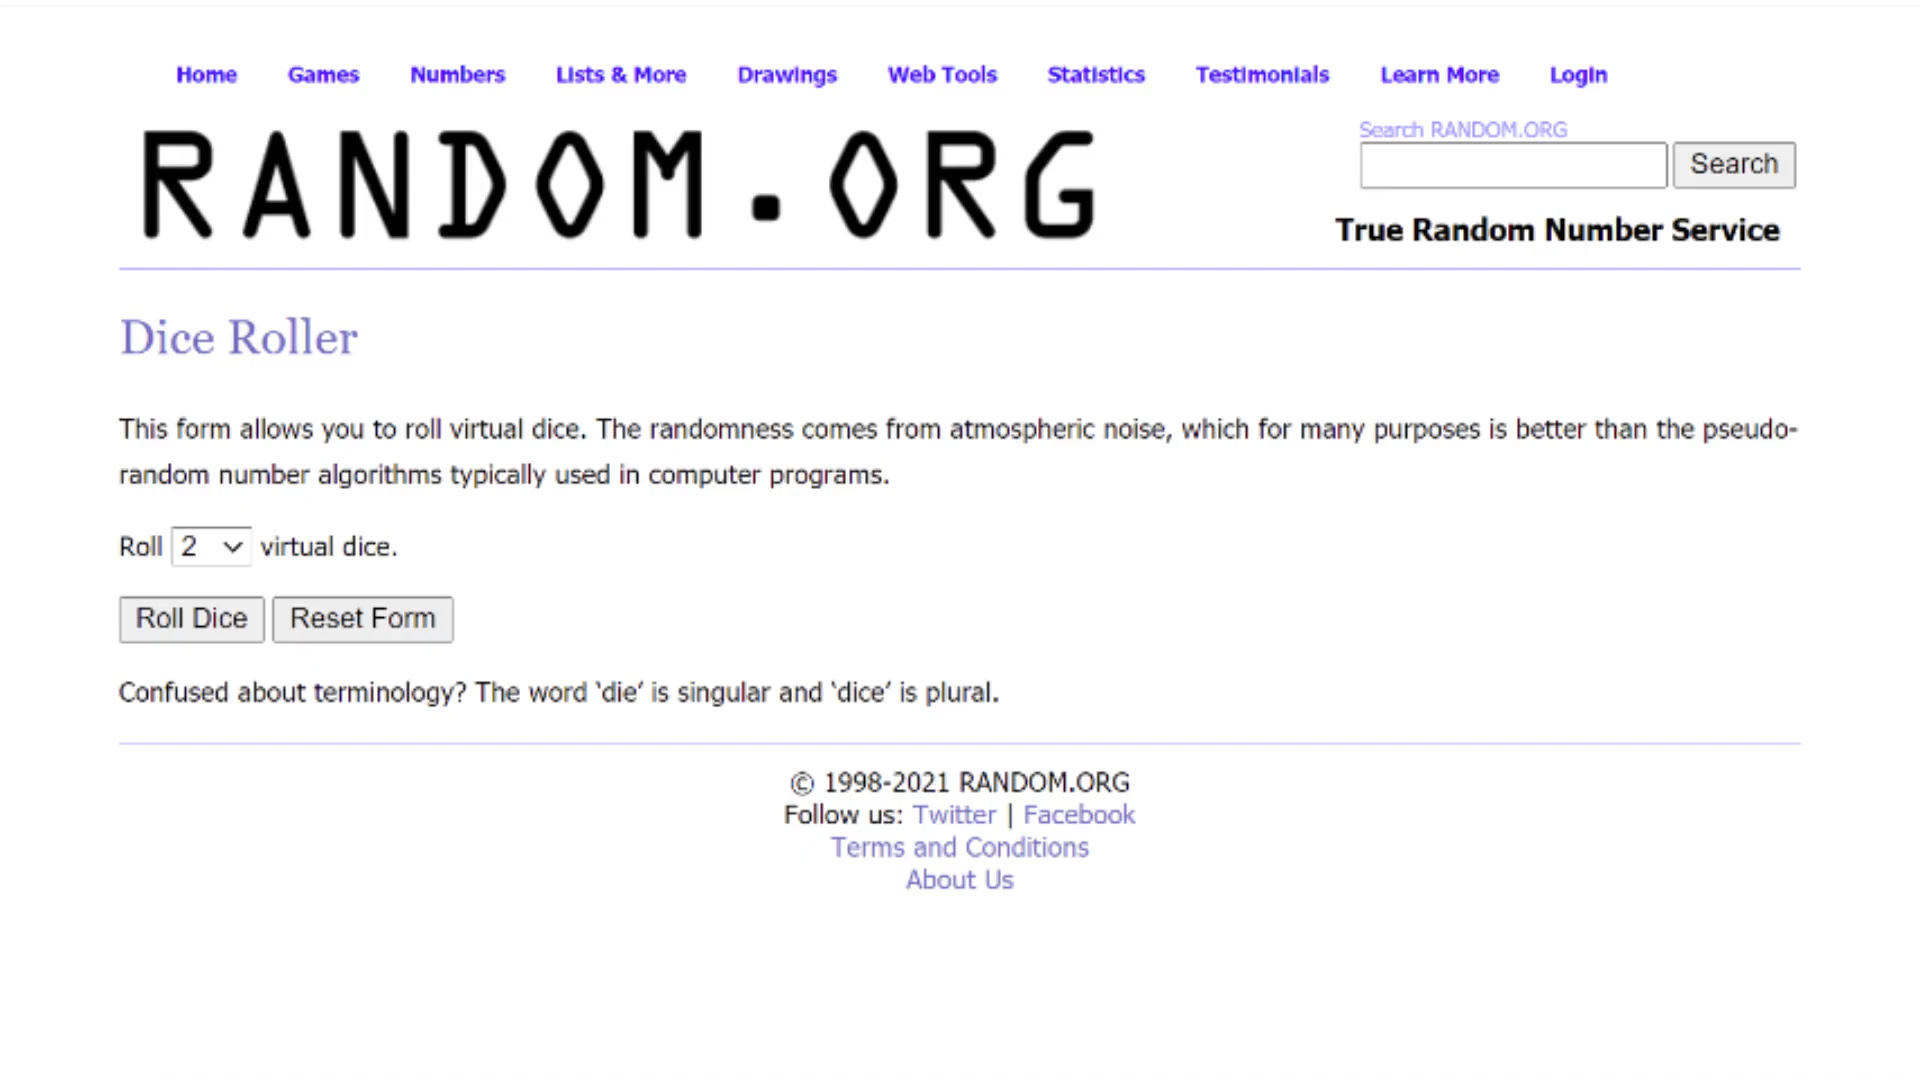 Home Games Numbers Lists & More Drawings Web Tools Statistics Testimonials Learn More Login
RANDOM.ORG
Search RANDOM.ORG
Search
True Random Number Service
Dice Roller
This form allows you to roll virtual dice. The randomness comes from atmospheric noise, which for many purposes is better than the pseudo-
random number algorithms typically used in computer programs.
Roll 2 virtual dice.
Roll Dice Reset Form
Confused about terminology? The word ‘die’ is singular and ‘dice’ is plural.
© 1998-2021 RANDOM.ORG
Follow us: Twitter | Facebook
Terms and Conditions
About Us